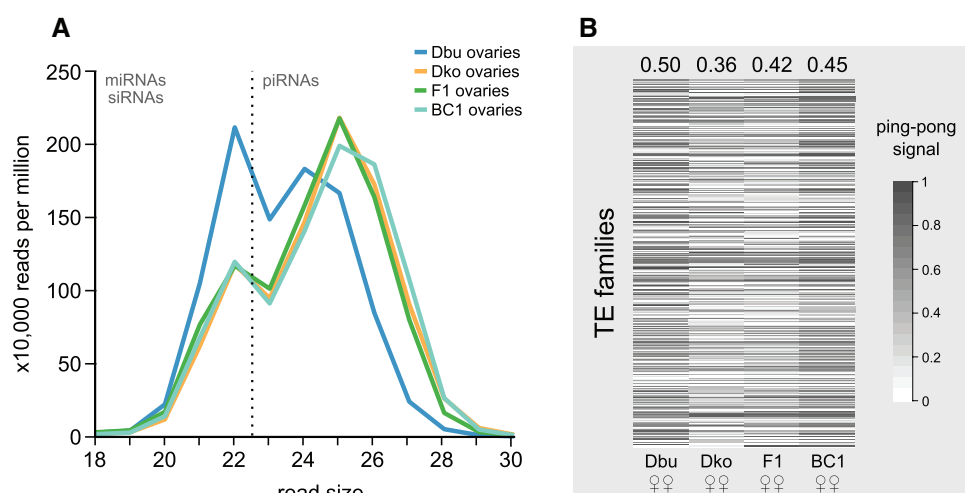 A
Dbu ovaries
Dko ovaries
F1 ovaries
BC1 ovaries
miRNAs
siRNAs
piRNAs
x10,000 reads per million
250
200
150
100
50
0
18 20 22 24 26 28 30
read size
B
0.50 0.36 0.42 0.45
TE families
Dbu Dko F1 BC1
♀♀ ♀♀ ♀♀ ♀♀
ping-pong
signal
1
0.8
0.6
0.4
0.2
0